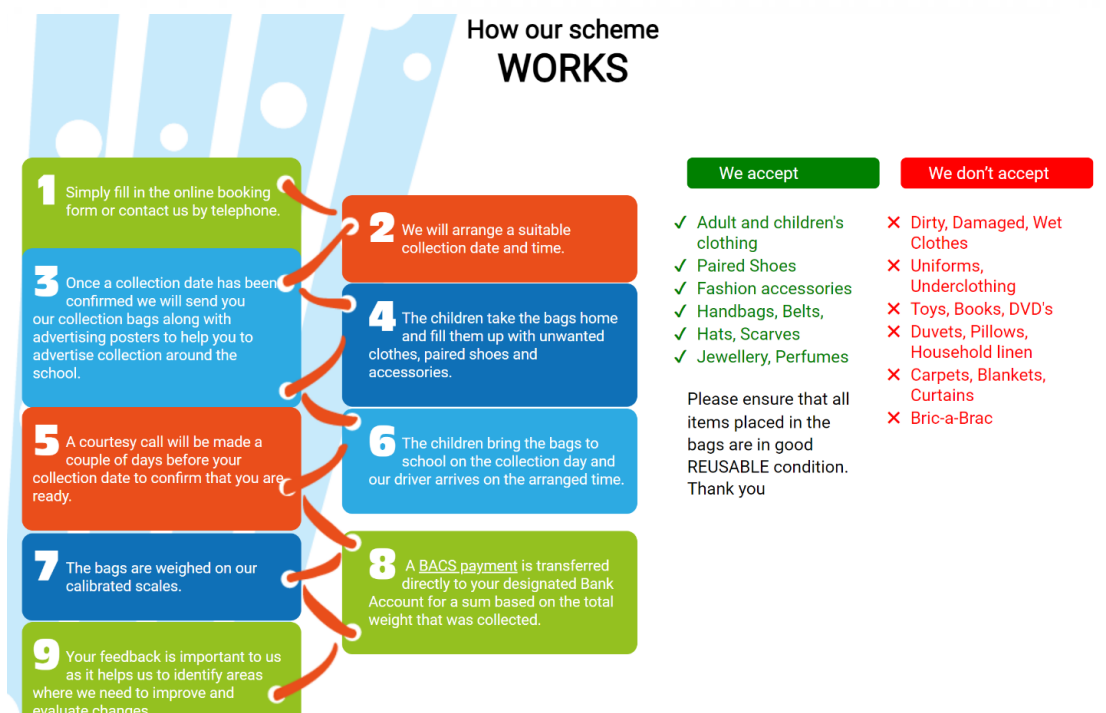 How our scheme
WORKS
1 Simply fill in the online booking
form or contact us by telephone.
2 We will arrange a suitable
collection date and time.
3 Once a collection date has been
confirmed we will send you
our collection bags along with
advertising posters to help you to
advertise collection around the
school.
4 The children take the bags home
and fill them up with unwanted
clothes, paired shoes and
accessories.
5 A courtesy call will be made a
couple of days before your
collection date to confirm that you are
ready.
6 The children bring the bags to
school on the collection day and
our driver arrives on the arranged time.
7 The bags are weighed on our
calibrated scales.
8 A BACS payment is transferred
directly to your designated Bank
Account for a sum based on the total
weight that was collected.
9 Your feedback is important to us
as it helps us to identify areas
where we need to improve and
evaluate changes
We accept
✓ Adult and children's
clothing
✓ Paired Shoes
✓ Fashion accessories
✓ Handbags, Belts,
✓ Hats, Scarves
✓ Jewellery, Perfumes
Please ensure that all
items placed in the
bags are in good
REUSABLE condition.
Thank you
We don’t accept
✕ Dirty, Damaged, Wet
Clothes
✕ Uniforms,
Underclothing
✕ Toys, Books, DVD's
✕ Duvets, Pillows,
Household linen
✕ Carpets, Blankets,
Curtains
✕ Bric-a-Brac